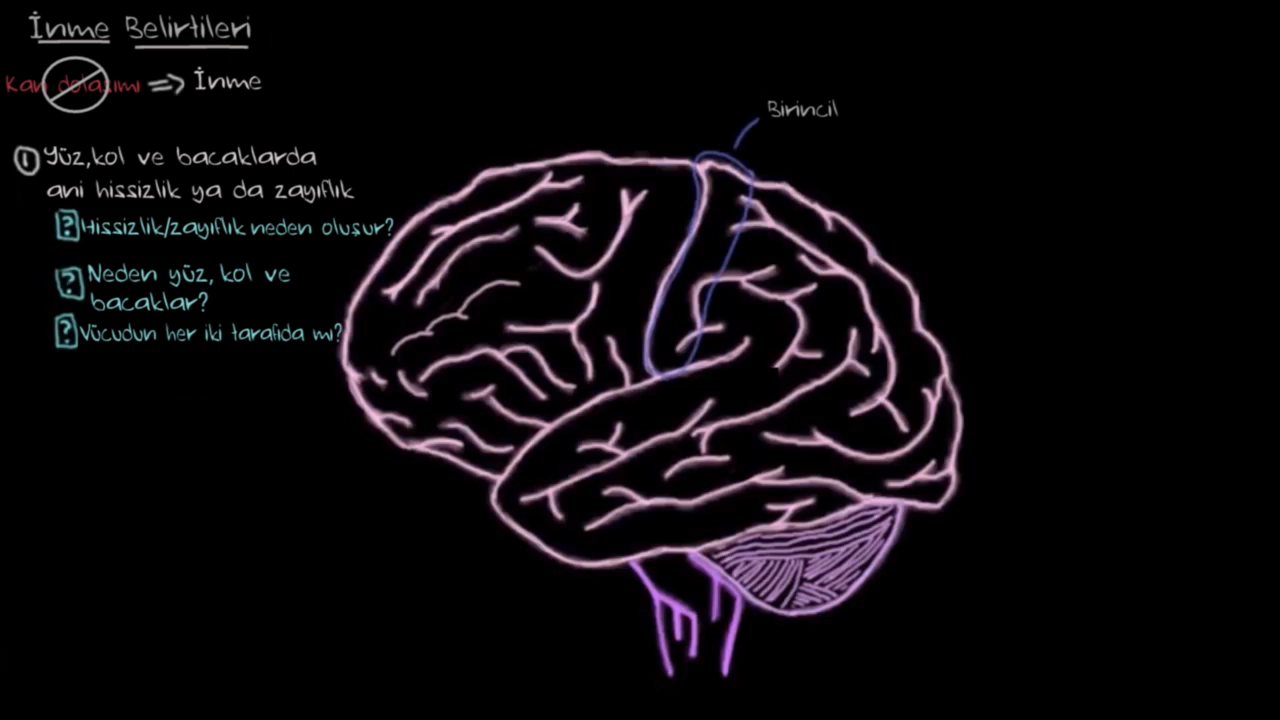 İnme Belirtileri
Kan dolaşımı => İnme
Birincil
1 Yüz, kol ve bacaklarda
ani hissizlik ya da zayıflık
? Hissizlik/zayıflık neden oluşur?
? Neden yüz, kol ve
bacaklar?
? Vücudun her iki tarafıda mı?